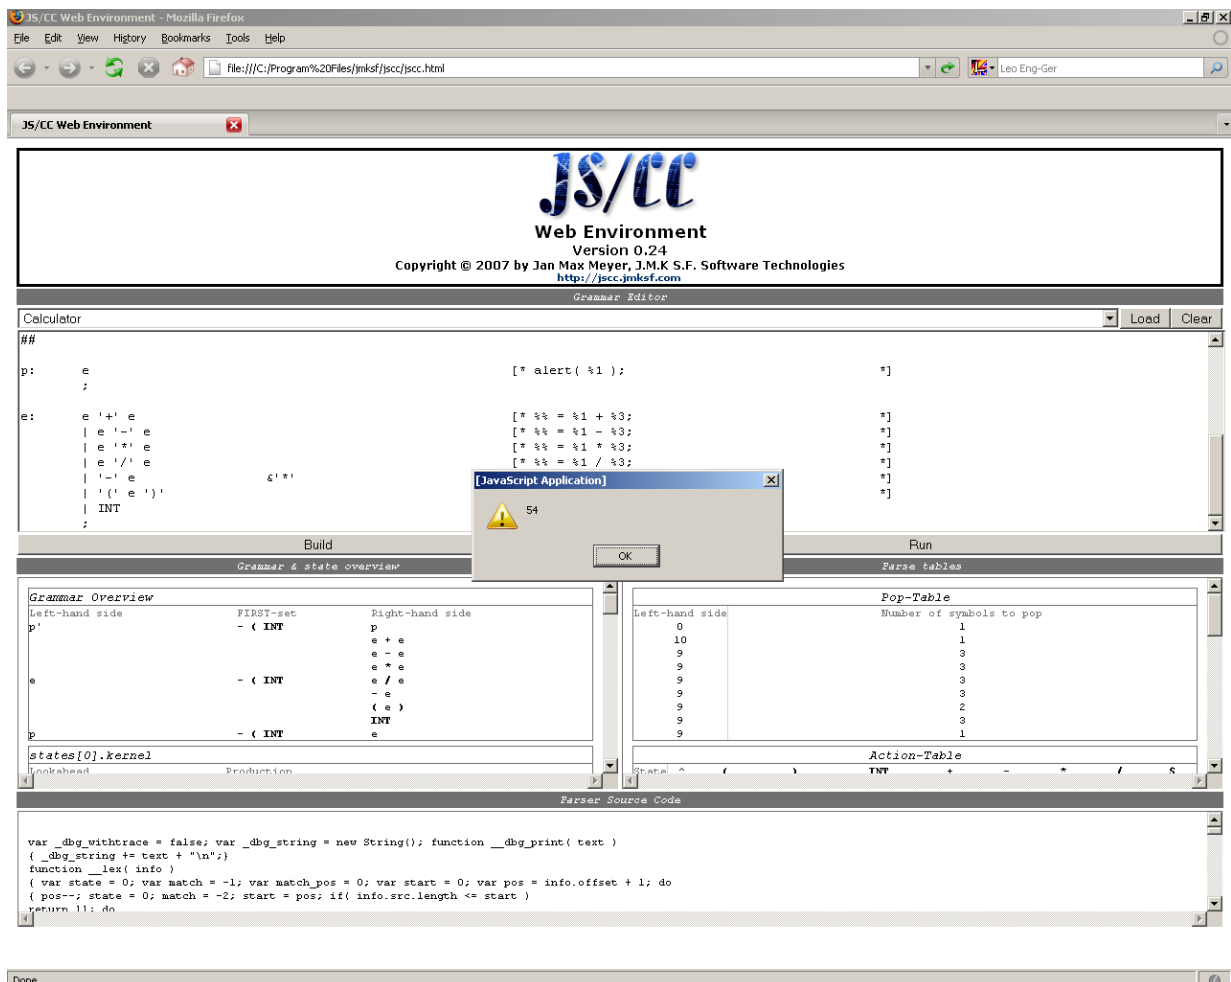 JS/CC Web Environment - Mozilla Firefox
File Edit View History Bookmarks Tools Help
file:///C:/Program%20Files/jmksf/jscc/jscc.html Leo Eng-Ger
JS/CC Web Environment
JS/CC
Web Environment
Version 0.24
Copyright © 2007 by Jan Max Meyer, J.M.K S.F. Software Technologies
http://jscc.jmksf.com
Grammar Editor
Calculator Load Clear
##
p: e [* alert( %1 ); *]
;
e: e '+' e [* %% = %1 + %3; *]
| e '-' e [* %% = %1 - %3; *]
| e '*' e [* %% = %1 * %3; *]
| e '/' e [* %% = %1 / %3; *]
| '-' e &'*' *]
| '(' e ')' *]
| INT
;
[JavaScript Application]
54
OK
Build Run
Grammar & state overview Parse tables
Grammar Overview
Left-hand side FIRST-set Right-hand side
p' - ( INT p
e + e
e - e
e * e
e - ( INT e / e
- e
( e )
INT
p - ( INT e
states[0].kernel
Lookahead Production
Pop-Table
Left-hand side Number of symbols to pop
0 1
10 1
9 3
9 3
9 3
9 3
9 2
9 3
9 1
Action-Table
State ^ ( ) INT + - * / $
Parser Source Code
var _dbg_withtrace = false; var _dbg_string = new String(); function __dbg_print( text )
{ _dbg_string += text + "\n";}
function __lex( info )
{ var state = 0; var match = -1; var match_pos = 0; var start = 0; var pos = info.offset + 1; do
{ pos--; state = 0; match = -2; start = pos; if( info.src.length <= start )
return 11; do
Done